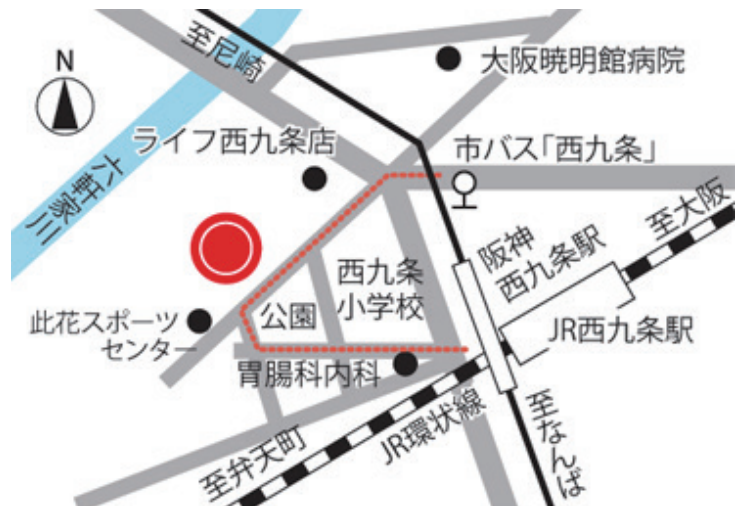 至尼崎
N
大阪暁明館病院
ライフ西九条店
市バス「西九条」
六軒家川
至大阪
阪神
西九条駅
西九条
小学校
公園
此花スポーツ
センター
JR西九条駅
胃腸科内科
JR環状線
至なんば
至弁天町